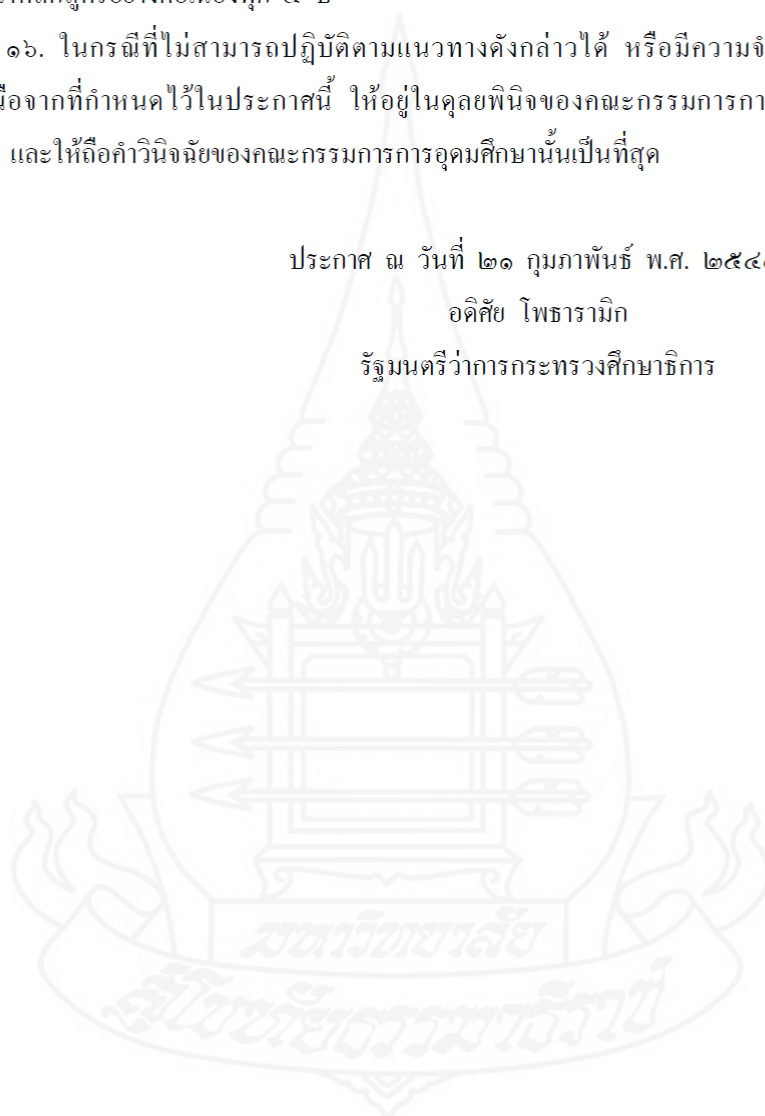 ๑๖. ในกรณีที่ไม่สามารถปฏิบัติตามแนวทางดังกล่าวได้ หรือมีความจำ
จากที่กำหนดไว้ในประกาศนี้ ให้อยู่ในดุลยพินิจของคณะกรรมการกา
และให้ถือคำวินิจฉัยของคณะกรรมการการอุดมศึกษานั้นเป็นที่สุด
ประกาศ ณ วันที่ ๒๑ กุมภาพันธ์ พ.ศ.
อดิศัย โพธารามิก
รัฐมนตรีว่าการกระทรวงศึกษาธิการ
มหาวิทยาลัย
สุโขทัยธรรมาธิราช